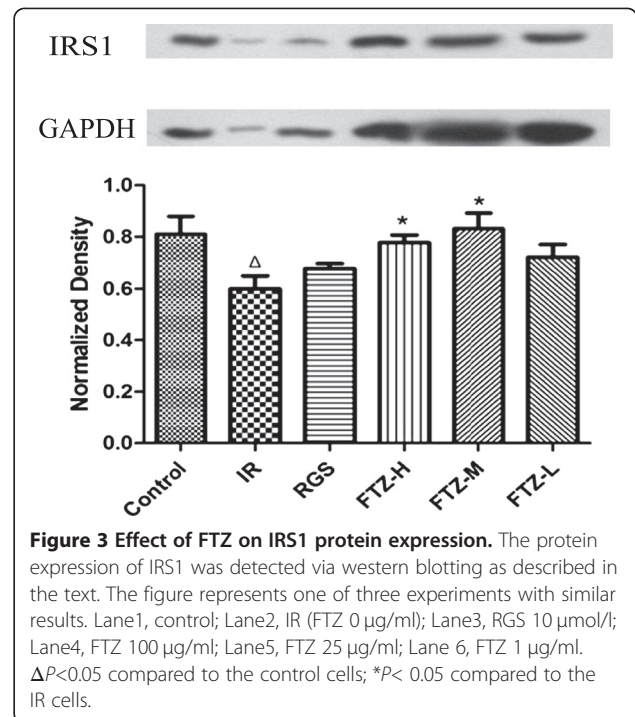 IRS1
GAPDH
1.0
0.8
0.6
0.4
0.2
0.0
Normalized Density
Δ
*
*
Control
IR
RGS
FTZ-H
FTZ-M
FTZ-L
Figure 3 Effect of FTZ on IRS1 protein expression. The protein
expression of IRS1 was detected via western blotting as described in
the text. The figure represents one of three experiments with similar
results. Lane1, control; Lane2, IR (FTZ 0 μg/ml); Lane3, RGS 10 μmol/l;
Lane4, FTZ 100 μg/ml; Lane5, FTZ 25 μg/ml; Lane 6, FTZ 1 μg/ml.
ΔP<0.05 compared to the control cells; *P< 0.05 compared to the
IR cells.